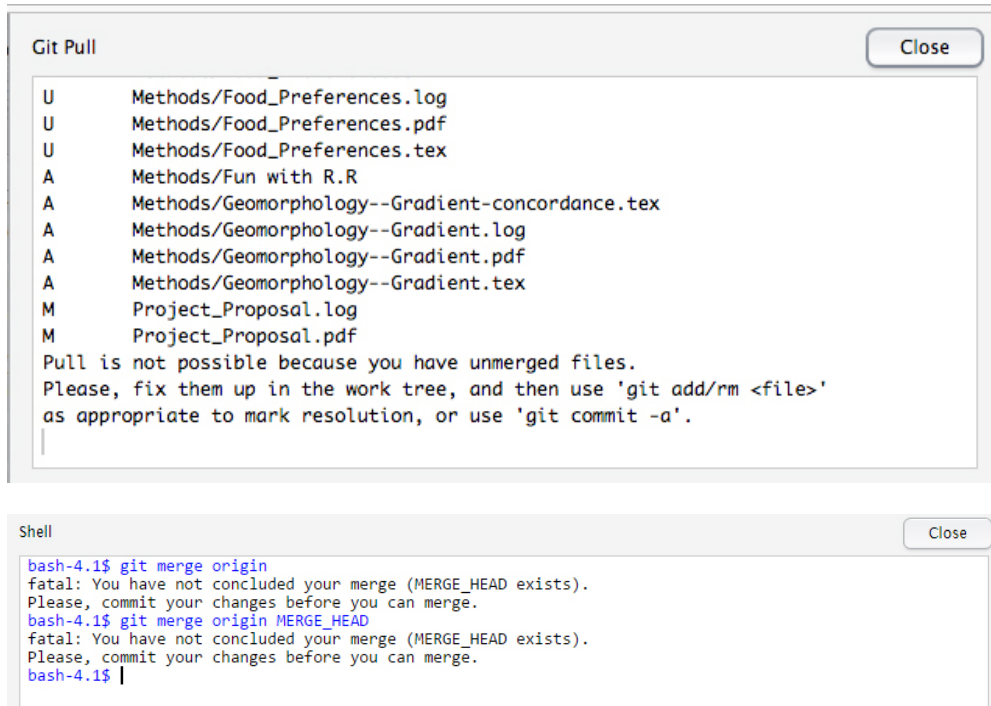 Git Pull
Close
U Methods/Food_Preferences.log
U Methods/Food_Preferences.pdf
U Methods/Food_Preferences.tex
A Methods/Fun with R.R
A Methods/Geomorphology--Gradient-concordance.tex
A Methods/Geomorphology--Gradient.log
A Methods/Geomorphology--Gradient.pdf
A Methods/Geomorphology--Gradient.tex
M Project_Proposal.log
M Project_Proposal.pdf
Pull is not possible because you have unmerged files.
Please, fix them up in the work tree, and then use 'git add/rm <file>'
as appropriate to mark resolution, or use 'git commit -a'.
Shell
Close
bash-4.1$ git merge origin
fatal: You have not concluded your merge (MERGE_HEAD exists).
Please, commit your changes before you can merge.
bash-4.1$ git merge origin MERGE_HEAD
fatal: You have not concluded your merge (MERGE_HEAD exists).
Please, commit your changes before you can merge.
bash-4.1$